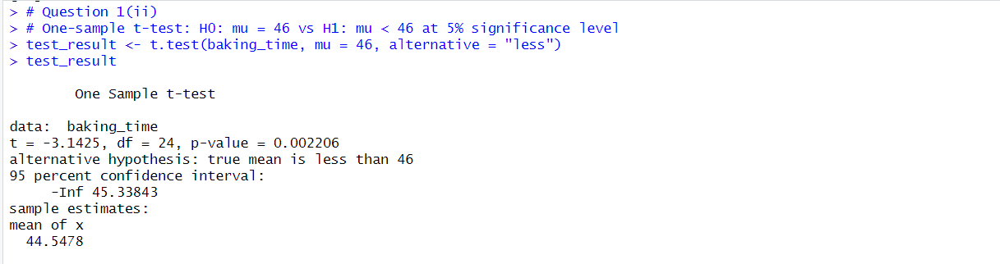 > # Question 1(ii)
> # One-sample t-test: H0: mu = 46 vs H1: mu < 46 at 5% significance level
> test_result <- t.test(baking_time, mu = 46, alternative = "less")
> test_result
One Sample t-test
data:  baking_time
t = -3.1425, df = 24, p-value = 0.002206
alternative hypothesis: true mean is less than 46
95 percent confidence interval:
-Inf 45.33843
sample estimates:
mean of x
44.5478